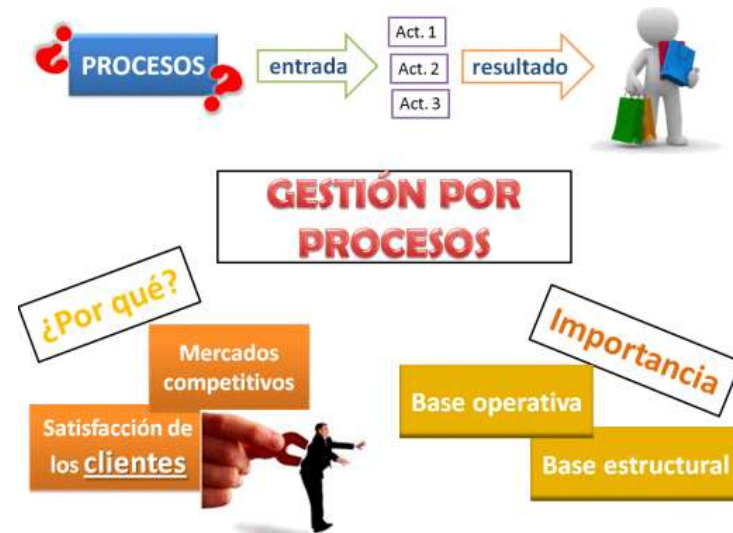 PROCESOS
entrada
Act. 1
Act. 2
Act. 3
resultado
GESTIÓN POR
PROCESOS
¿Por qué?
Mercados
competitivos
Satisfacción de
los clientes
Importancia
Base operativa
Base estructural